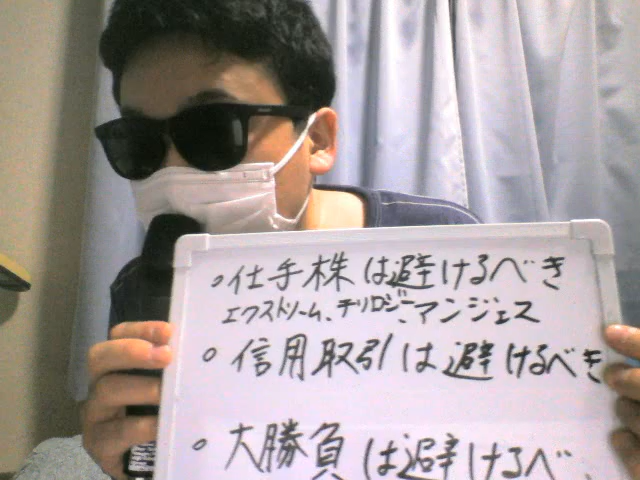 。仕手株は避けるべき
エクストリーム、テリロジー、アンジェス
。信用取引は避けるべき
。大勝負は避けるべ